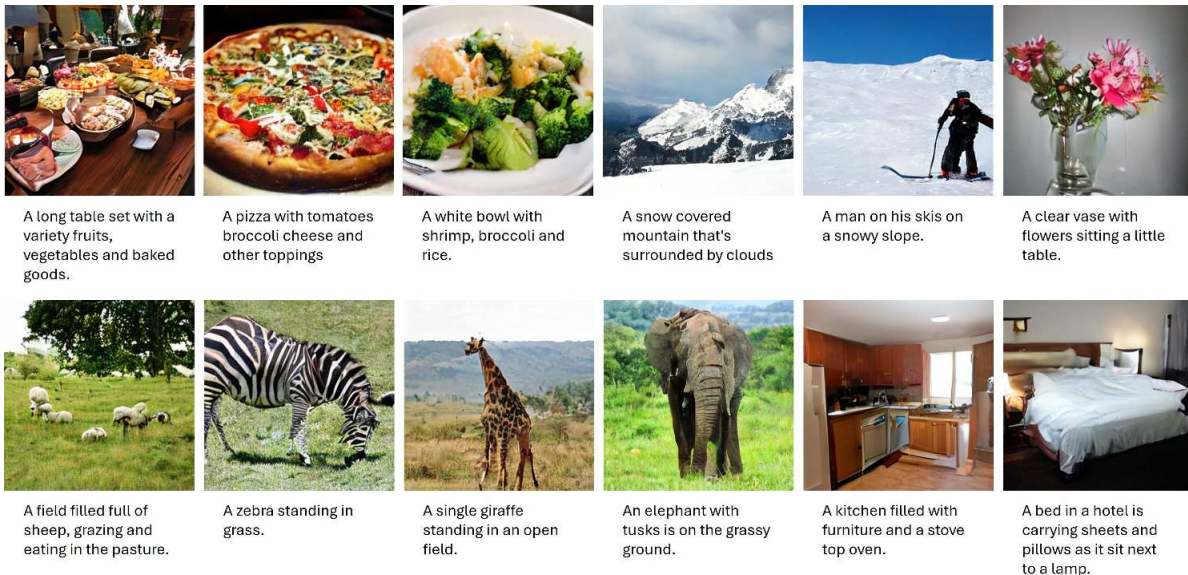 A long table set with a
variety fruits,
vegetables and baked
goods.
A pizza with tomatoes
broccoli cheese and
other toppings
A white bowl with
shrimp, broccoli and
rice.
A snow covered
mountain that's
surrounded by clouds
A man on his skis on
a snowy slope.
A clear vase with
flowers sitting a little
table.
A field filled full of
sheep, grazing and
eating in the pasture.
A zebra standing in
grass.
A single giraffe
standing in an open
field.
An elephant with
tusks is on the grassy
ground.
A kitchen filled with
furniture and a stove
top oven.
A bed in a hotel is
carrying sheets and
pillows as it sit next
to a lamp.